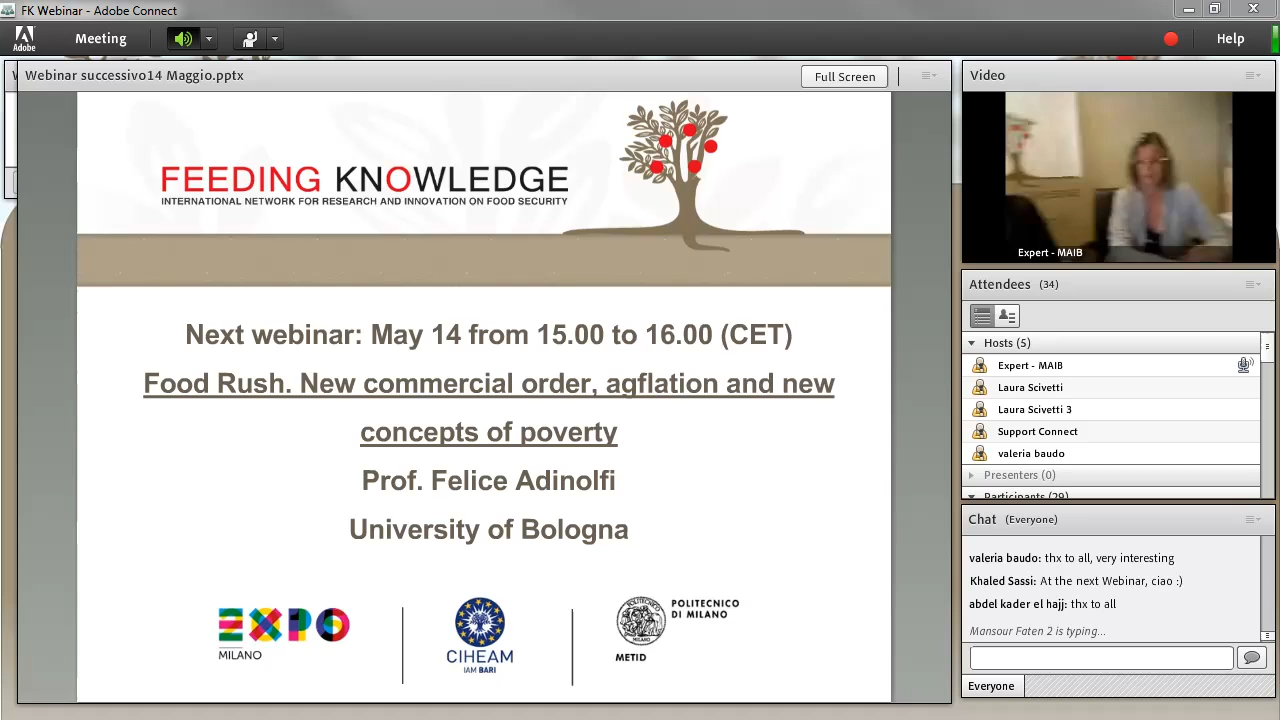 FK Webinar - Adobe Connect
Adobe
Meeting
Help
Webinar successivo14 Maggio.pptx
Full Screen
FEEDING KNOWLEDGE
INTERNATIONAL NETWORK FOR RESEARCH AND INNOVATION ON FOOD SECURITY
Next webinar: May 14 from 15.00 to 16.00 (CET)
Food Rush. New commercial order, agflation and new
concepts of poverty
Prof. Felice Adinolfi
University of Bologna
EXPO
MILANO
CIHEAM
IAM BARI
POLITECNICO
DI MILANO
METID
Video
Expert - MAIB
Attendees (34)
Hosts (5)
Expert - MAIB
Laura Scivetti
Laura Scivetti 3
Support Connect
valeria baudo
Presenters (0)
Participants (29)
Chat (Everyone)
valeria baudo: thx to all, very interesting
Khaled Sassi: At the next Webinar, ciao :)
abdel kader el hajj: thx to all
Mansour Faten 2 is typing...
Everyone